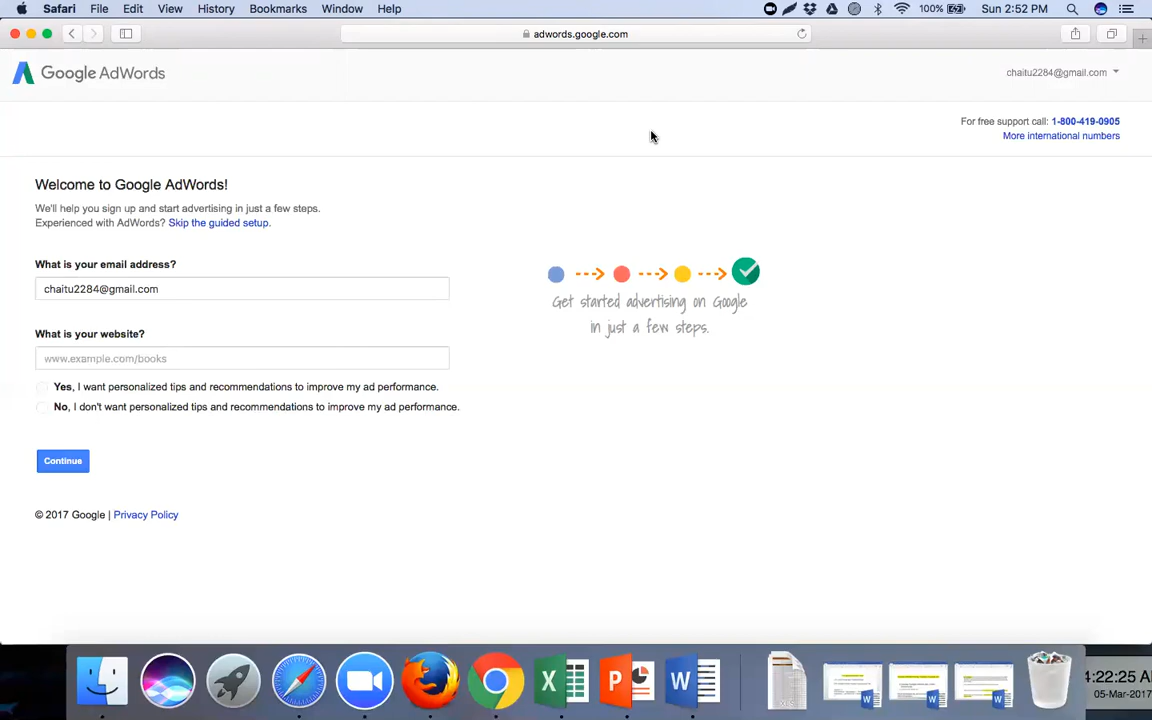 Safari File Edit View History Bookmarks Window Help 100% Sun 2:52 PM
adwords.google.com
Google AdWords
chaitu2284@gmail.com
For free support call: 1-800-419-0905
More international numbers
Welcome to Google AdWords!
We'll help you sign up and start advertising in just a few steps.
Experienced with AdWords? Skip the guided setup.
What is your email address?
chaitu2284@gmail.com
What is your website?
www.example.com/books
Yes, I want personalized tips and recommendations to improve my ad performance.
No, I don't want personalized tips and recommendations to improve my ad performance.
Continue
© 2017 Google | Privacy Policy
Get started advertising on Google
in just a few steps.
4:22:25 A
05-Mar-2017